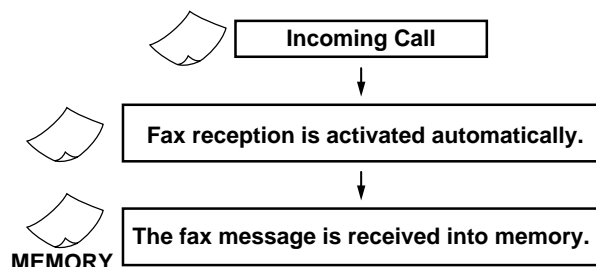 Incoming Call
Fax reception is activated automatically.
The fax message is received into memory.
MEMORY